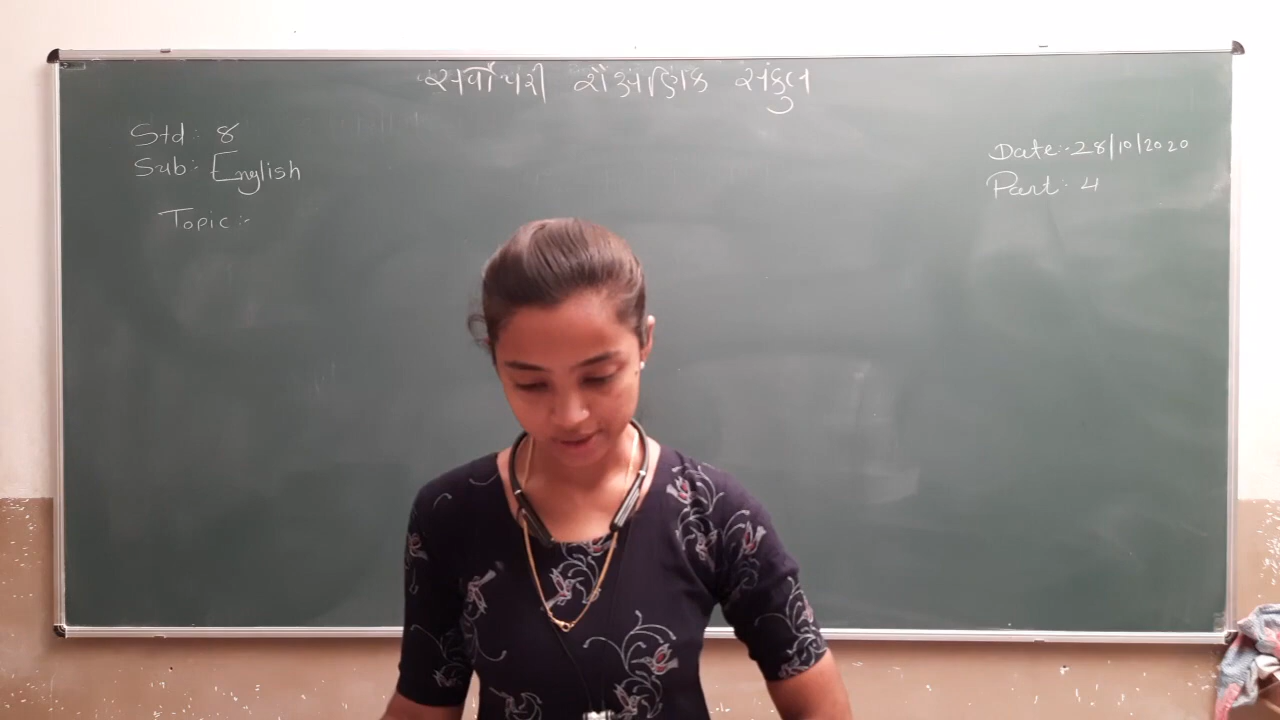 સર્વોપરી શૈક્ષણિક સંકુલ
Std: 8
Sub:- English
Topic:-
Date:-28/10/2020
Part:- 4